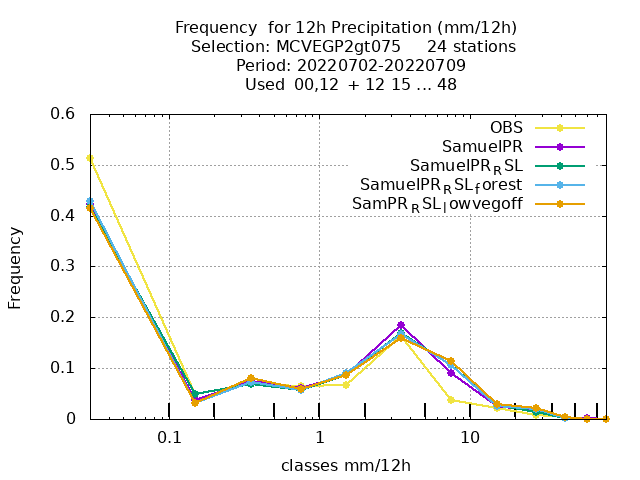 Frequency for 12h Precipitation (mm/12h)
Selection: MCVEGP2gt075 24 stations
Period: 20220702-20220709
Used 00,12 + 12 15 ... 48
0.6
0.5
0.4
0.3
0.2
0.1
0
Frequency
OBS
SamuelPR
SamuelPR_RSL
SamuelPR_RSL_forest
SamPR_RSL_lowvegoff
0.1 1 10
classes mm/12h